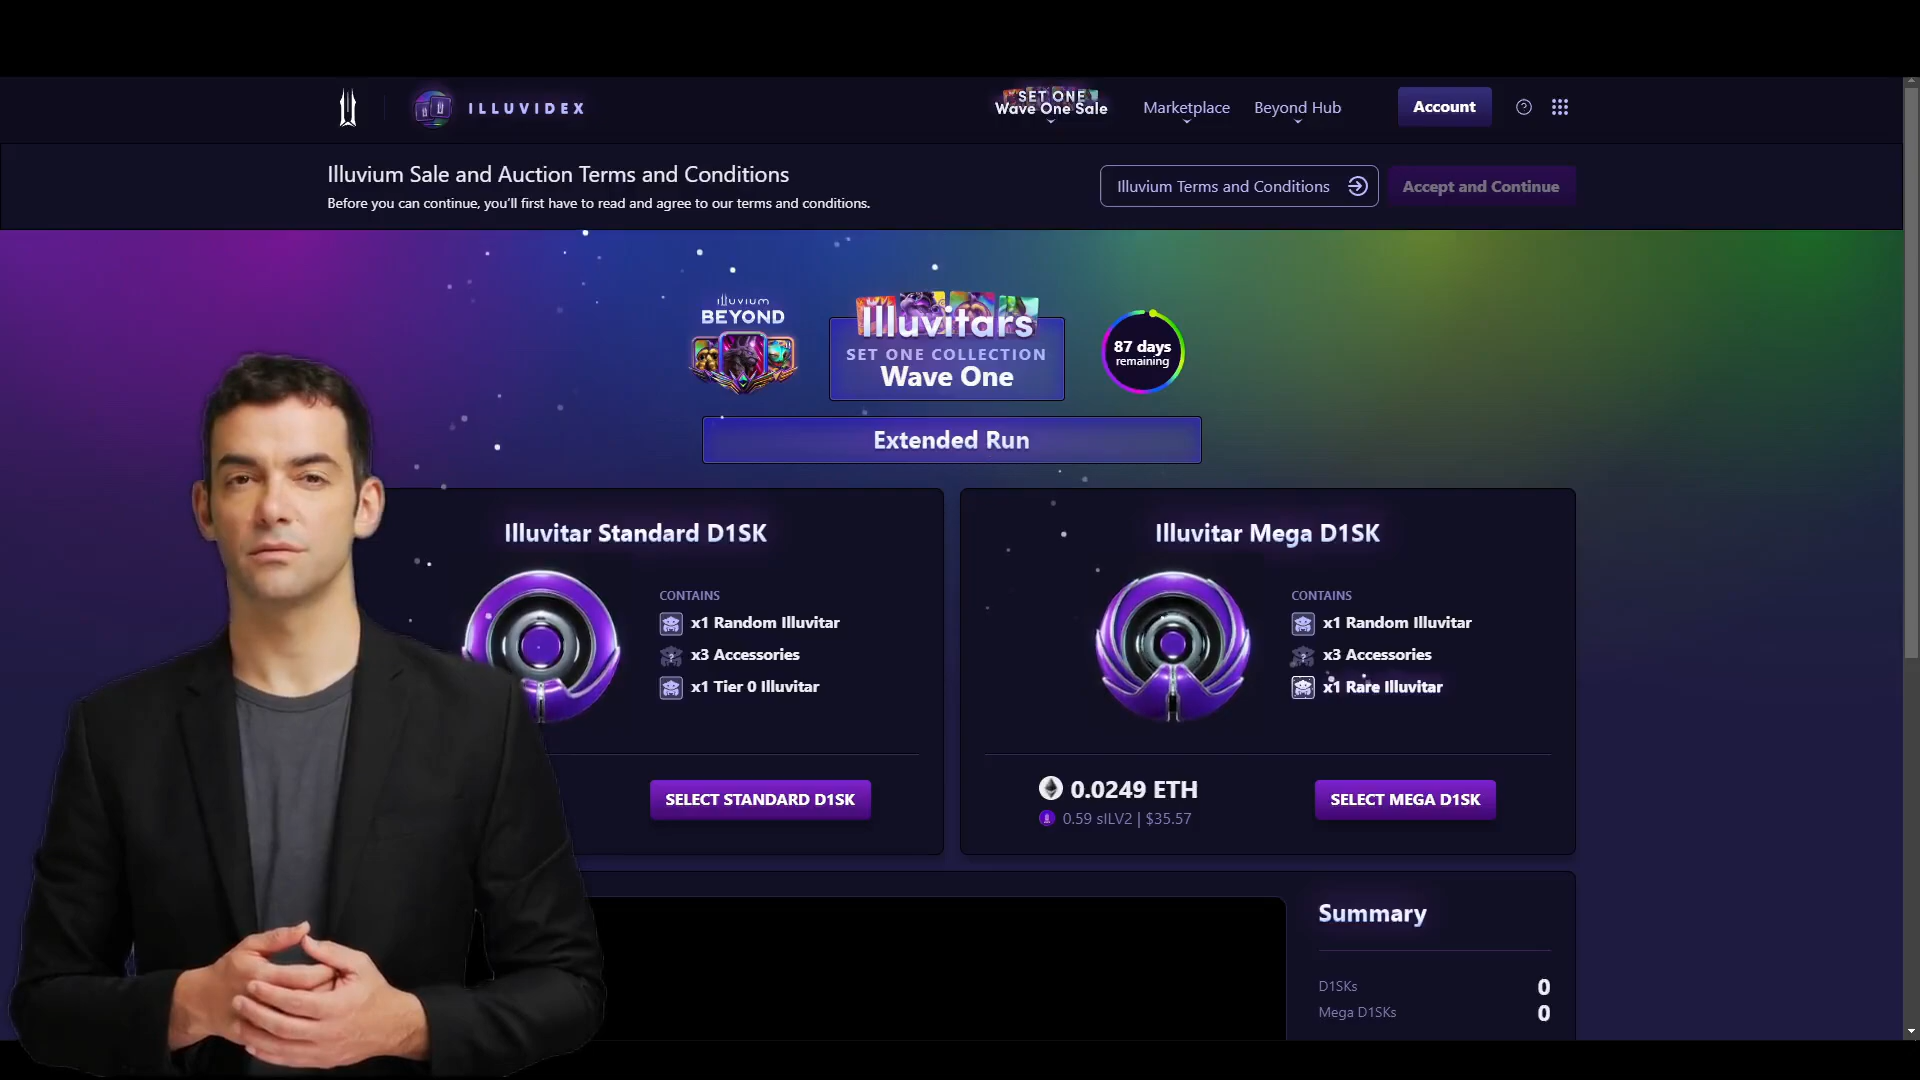 ILLUVIDEX
SET ONE
Wave One Sale
Marketplace
Beyond Hub
Account
Illuvium Sale and Auction Terms and Conditions
Before you can continue, you'll first have to read and agree to our terms and conditions.
Illuvium Terms and Conditions
Accept and Continue
ILLUVIUM
BEYOND
Illuvitars
SET ONE COLLECTION
Wave One
87 days
remaining
Extended Run
Illuvitar Standard D1SK
CONTAINS
x1 Random Illuvitar
x3 Accessories
x1 Tier 0 Illuvitar
SELECT STANDARD D1SK
Illuvitar Mega D1SK
CONTAINS
x1 Random Illuvitar
x3 Accessories
x1 Rare Illuvitar
0.0249 ETH
0.59 sILV2 | $35.57
SELECT MEGA D1SK
Summary
D1SKs 0
Mega D1SKs 0